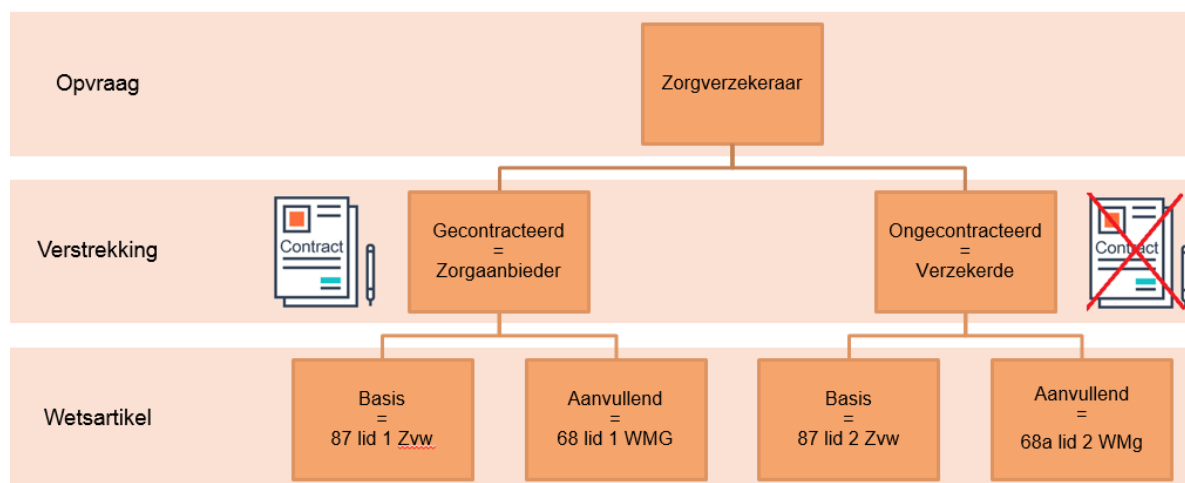 Opvraag
Zorgverzekeraar
Verstrekking
Contract
Gecontracteerd
=
Zorgaanbieder
Ongecontracteerd
=
Verzekerde
Contract
Wetsartikel
Basis
=
87 lid 1 Zvw
Aanvullend
=
68 lid 1 WMG
Basis
=
87 lid 2 Zvw
Aanvullend
=
68a lid 2 WMg